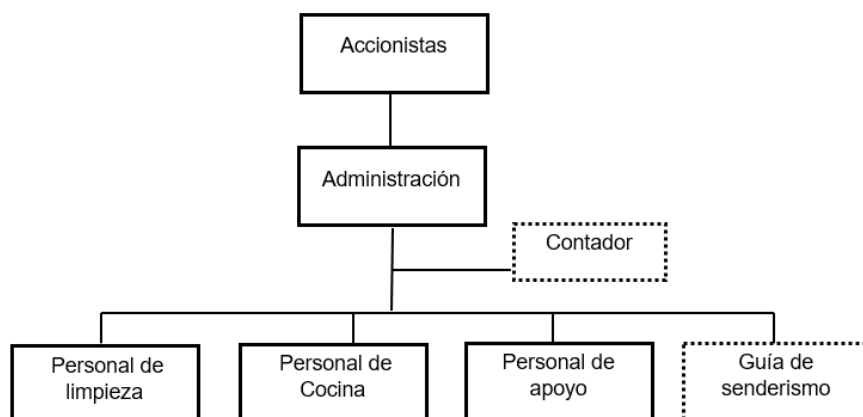 Accionistas
Administración
Contador
Personal de
limpieza
Personal de
Cocina
Personal de
apoyo
Guía de
senderismo